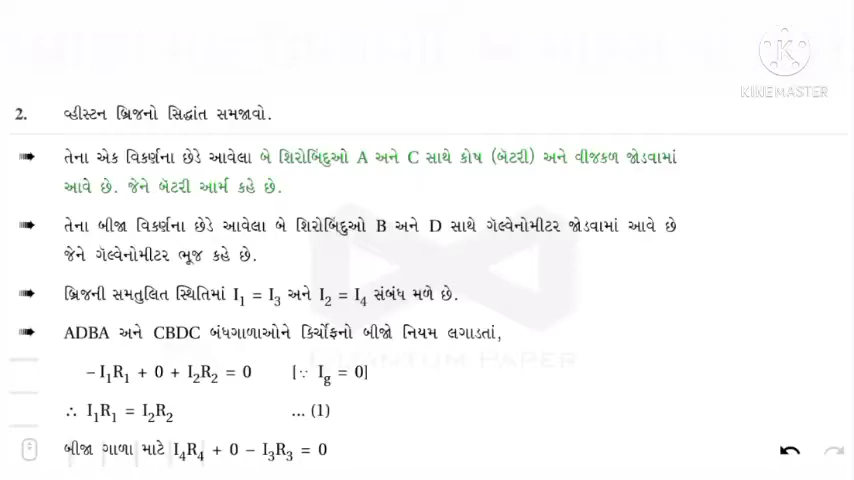 KINEMASTER
2. વ્હીસ્ટન બ્રિજનો સિદ્ધાંત સમજાવો.
➠ તેના એક વિકર્ણના છેડે આવેલા બે શિરોબિંદુઓ A અને C સાથે કોષ (બૅટરી) અને વીજકળ જોડવામાં
આવે છે. જેને બૅટરી આર્મ કહે છે.
➠ તેના બીજા વિકર્ણના છેડે આવેલા બે શિરોબિંદુઓ B અને D સાથે ગૅલ્વેનોમીટર જોડવામાં આવે છે
જેને ગૅલ્વેનોમીટર ભૂજ કહે છે.
➠ બ્રિજની સમતુલિત સ્થિતિમાં I₁ = I₃ અને I₂ = I₄ સંબંધ મળે છે.
➠ ADBA અને CBDC બંધગાળાઓને કિર્ચોફનો બીજો નિયમ લગાડતાં,
QUANTUM PAPER
– I₁R₁ + 0 + I₂R₂ = 0 [∵ I_g = 0]
∴ I₁R₁ = I₂R₂ ... (1)
બીજા ગાળા માટે I₄R₄ + 0 – I₃R₃ = 0